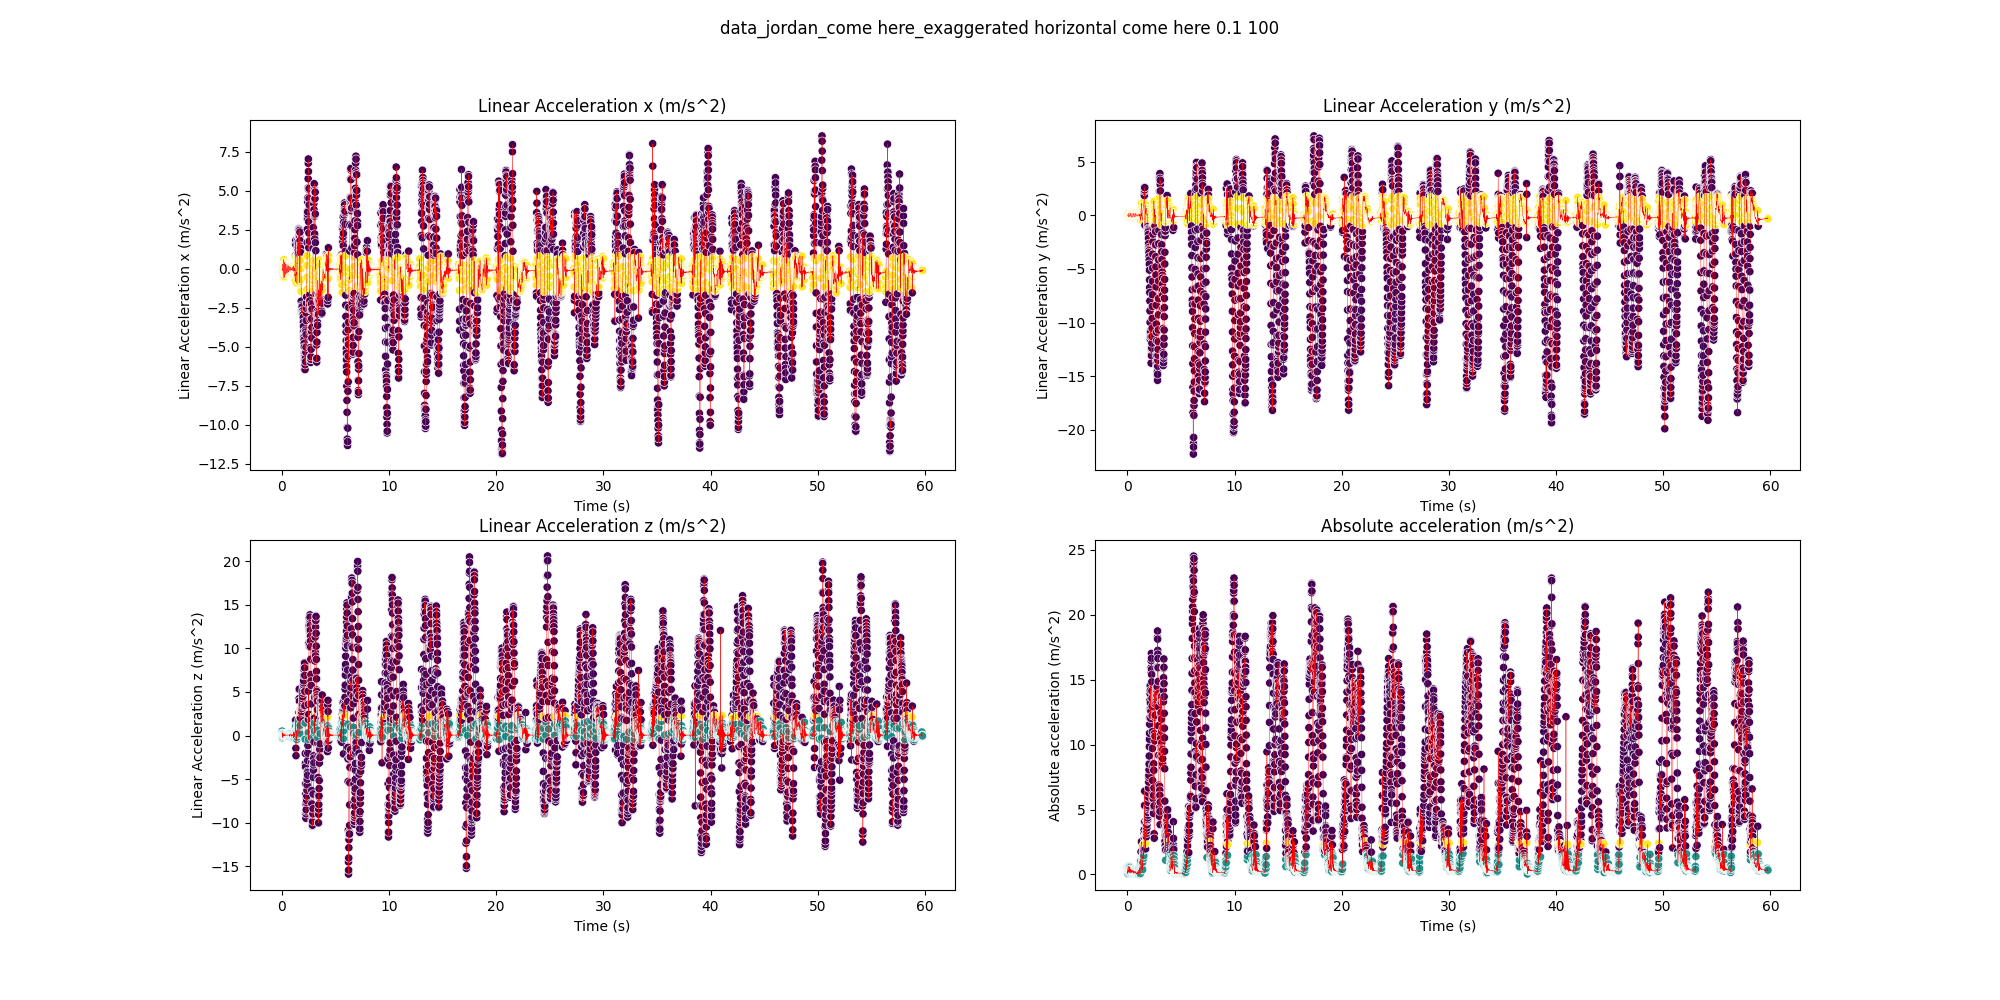 data_jordan_come here_exaggerated horizontal come here 0.1 100
Linear Acceleration x (m/s^2)
Linear Acceleration x (m/s^2)
7.5
5.0
2.5
0.0
−2.5
−5.0
−7.5
−10.0
−12.5
0 10 20 30 40 50 60
Time (s)
Linear Acceleration y (m/s^2)
Linear Acceleration y (m/s^2)
5
0
−5
−10
−15
−20
0 10 20 30 40 50 60
Time (s)
Linear Acceleration z (m/s^2)
Linear Acceleration z (m/s^2)
20
15
10
5
0
−5
−10
−15
0 10 20 30 40 50 60
Time (s)
Absolute acceleration (m/s^2)
Absolute acceleration (m/s^2)
25
20
15
10
5
0
0 10 20 30 40 50 60
Time (s)